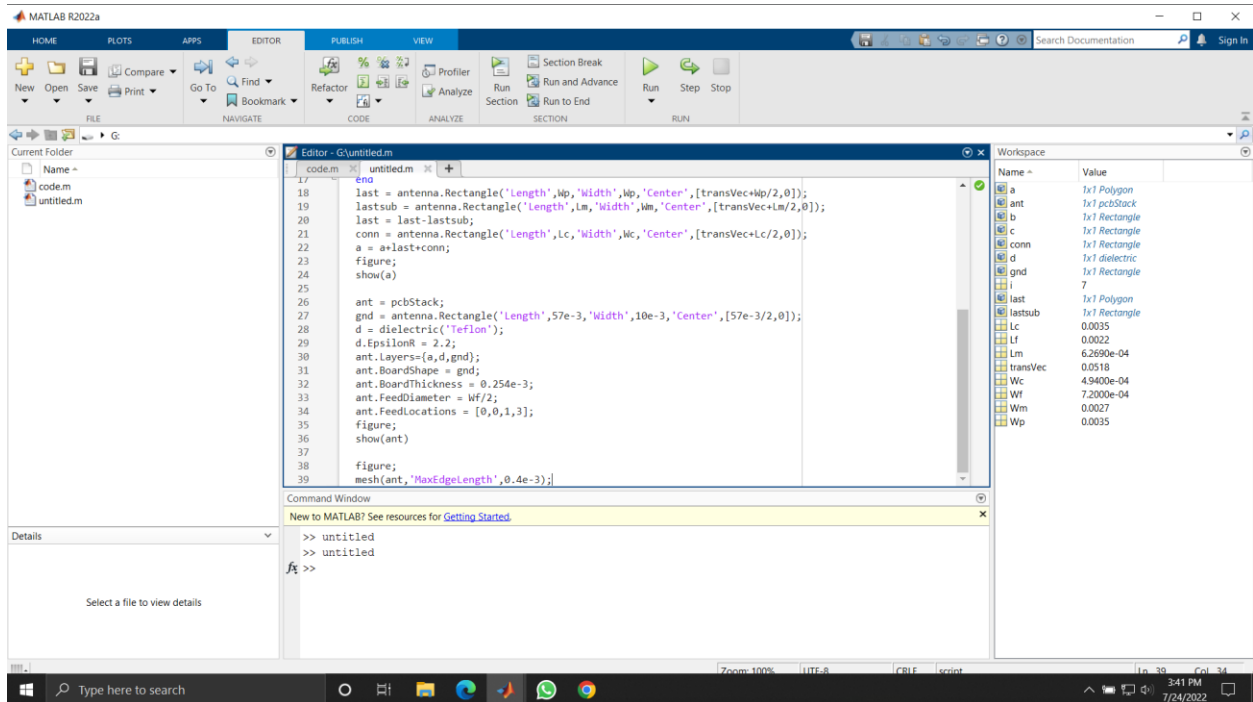 MATLAB R2022a
HOME PLOTS APPS EDITOR PUBLISH VIEW
Search Documentation
Sign In
New Open Save Compare Print
Go To Find Bookmark
Refactor
Profiler Analyze
Run Section
Section Break
Run and Advance
Run to End
Run Step Stop
FILE NAVIGATE CODE ANALYZE SECTION RUN
G:
Current Folder
Name
code.m
untitled.m
Details
Select a file to view details
Editor - G:\untitled.m
code.m untitled.m
17 end
18 last = antenna.Rectangle('Length',Wp,'Width',Wp,'Center',[transVec+Wp/2,0]);
19 lastsub = antenna.Rectangle('Length',Lm,'Width',Wm,'Center',[transVec+Lm/2,0]);
20 last = last-lastsub;
21 conn = antenna.Rectangle('Length',Lc,'Width',Wc,'Center',[transVec+Lc/2,0]);
22 a = a+last+conn;
23 figure;
24 show(a)
25
26 ant = pcbStack;
27 gnd = antenna.Rectangle('Length',57e-3,'Width',10e-3,'Center',[57e-3/2,0]);
28 d = dielectric('Teflon');
29 d.EpsilonR = 2.2;
30 ant.Layers={a,d,gnd};
31 ant.BoardShape = gnd;
32 ant.BoardThickness = 0.254e-3;
33 ant.FeedDiameter = Wf/2;
34 ant.FeedLocations = [0,0,1,3];
35 figure;
36 show(ant)
37
38 figure;
39 mesh(ant,'MaxEdgeLength',0.4e-3);
Command Window
New to MATLAB? See resources for Getting Started.
>> untitled
>> untitled
fx >>
Workspace
Name Value
a 1x1 Polygon
ant 1x1 pcbStack
b 1x1 Rectangle
c 1x1 Rectangle
conn 1x1 Rectangle
d 1x1 dielectric
gnd 1x1 Rectangle
i 7
last 1x1 Polygon
lastsub 1x1 Rectangle
Lc 0.0035
Lf 0.0022
Lm 6.2690e-04
transVec 0.0518
Wc 4.9400e-04
Wf 7.2000e-04
Wm 0.0027
Wp 0.0035
Zoom: 100% UTF-8 CRLF script Ln 39 Col 34
Type here to search
3:41 PM
7/24/2022